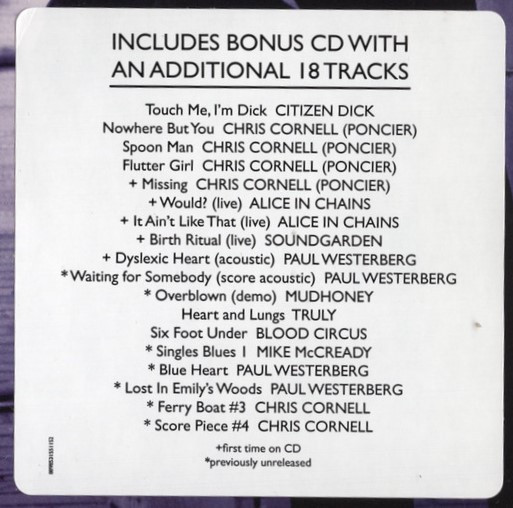 INCLUDES BONUS CD WITH
AN ADDITIONAL 18 TRACKS
Touch Me, I'm Dick CITIZEN DICK
Nowhere But You CHRIS CORNELL (PONCIER)
Spoon Man CHRIS CORNELL (PONCIER)
Flutter Girl CHRIS CORNELL (PONCIER)
+ Missing CHRIS CORNELL (PONCIER)
+ Would? (live) ALICE IN CHAINS
+ It Ain't Like That (live) ALICE IN CHAINS
+ Birth Ritual (live) SOUNDGARDEN
+ Dyslexic Heart (acoustic) PAUL WESTERBERG
* Waiting for Somebody (score acoustic) PAUL WESTERBERG
* Overblown (demo) MUDHONEY
Heart and Lungs TRULY
Six Foot Under BLOOD CIRCUS
* Singles Blues 1 MIKE McCREADY
* Blue Heart PAUL WESTERBERG
* Lost In Emily's Woods PAUL WESTERBERG
* Ferry Boat #3 CHRIS CORNELL
* Score Piece #4 CHRIS CORNELL
+first time on CD
*previously unreleased